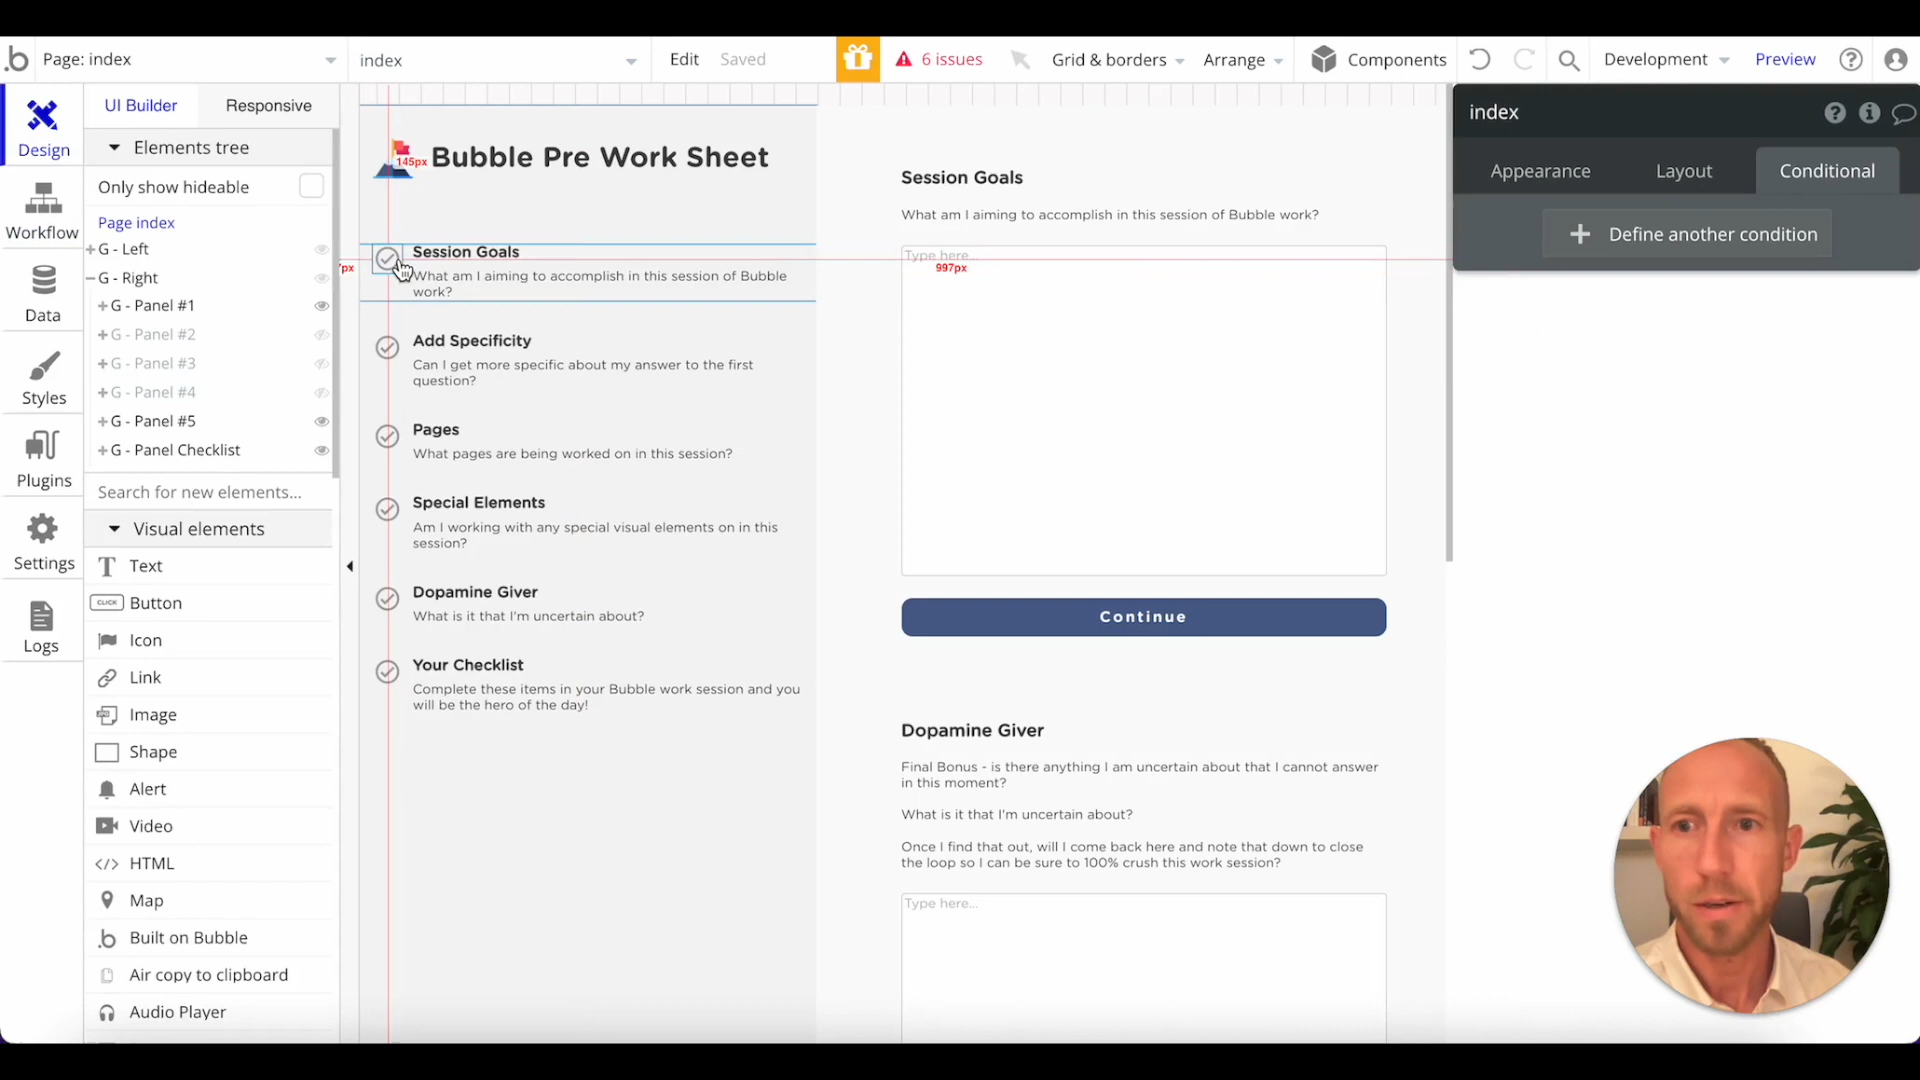 Page: index
index
Edit
Saved
6 issues
Grid & borders
Arrange
Components
Development
Preview
Design
Workflow
Data
Styles
Plugins
Settings
Logs
UI Builder
Responsive
Elements tree
Only show hideable
Page index
G - Left
G - Right
G - Panel #1
G - Panel #2
G - Panel #3
G - Panel #4
G - Panel #5
G - Panel Checklist
Search for new elements...
Visual elements
Text
CLICK Button
Icon
Link
Image
Shape
Alert
Video
HTML
Map
Built on Bubble
Air copy to clipboard
Audio Player
145px
Bubble Pre Work Sheet
Session Goals
What am I aiming to accomplish in this session of Bubble
work?
Add Specificity
Can I get more specific about my answer to the first
question?
Pages
What pages are being worked on in this session?
Special Elements
Am I working with any special visual elements on in this
session?
Dopamine Giver
What is it that I'm uncertain about?
Your Checklist
Complete these items in your Bubble work session and you
will be the hero of the day!
Session Goals
What am I aiming to accomplish in this session of Bubble work?
Type here...
997px
Continue
Dopamine Giver
Final Bonus - is there anything I am uncertain about that I cannot answer
in this moment?
What is it that I'm uncertain about?
Once I find that out, will I come back here and note that down to close
the loop so I can be sure to 100% crush this work session?
Type here...
index
Appearance
Layout
Conditional
Define another condition